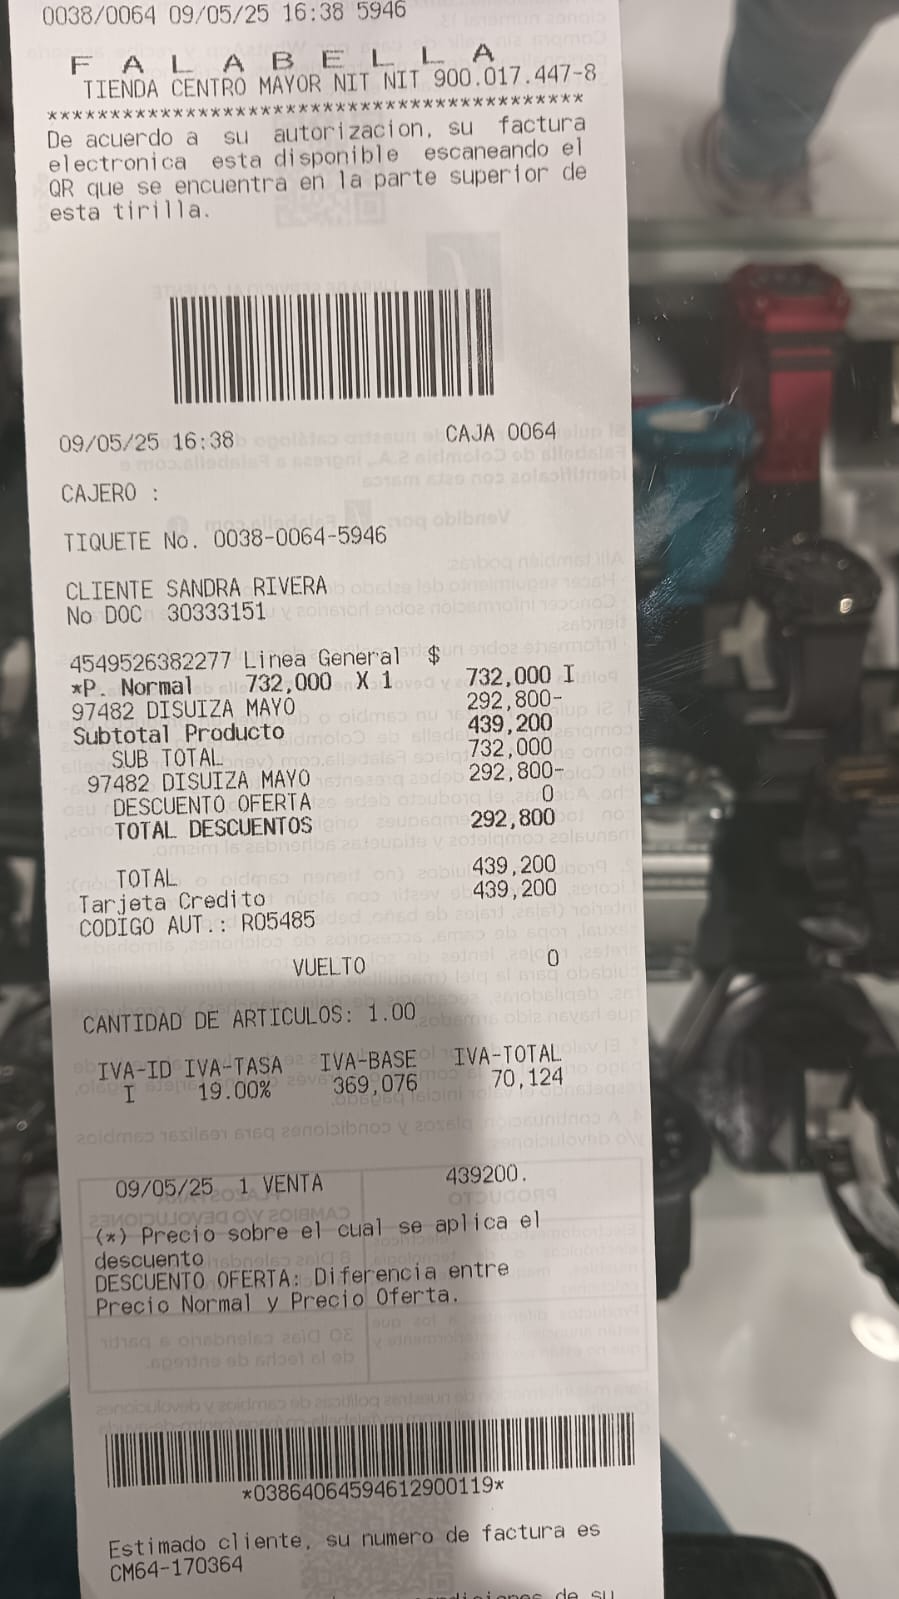 0038/0064 09/05/25 16:38 5946
F A L A B E L L A
TIENDA CENTRO MAYOR NIT NIT 900.017.447-8
*******************************************
De acuerdo a su autorizacion, su factura
electronica esta disponible escaneando el
QR que se encuentra en la parte superior de
esta tirilla.
09/05/25 16:38 CAJA 0064
CAJERO :
TIQUETE No. 0038-0064-5946
CLIENTE SANDRA RIVERA
No DOC 30333151
4549526382277 Linea General $
*P. Normal 732,000 X 1 732,000 I
97482 DISUIZA MAYO 292,800-
Subtotal Producto 439,200
SUB TOTAL 732,000
97482 DISUIZA MAYO 292,800-
DESCUENTO OFERTA 0
TOTAL DESCUENTOS 292,800
TOTAL 439,200
Tarjeta Credito 439,200
CODIGO AUT.: R05485
VUELTO 0
CANTIDAD DE ARTICULOS: 1.00
IVA-ID IVA-TASA IVA-BASE IVA-TOTAL
I 19.00% 369,076 70,124
09/05/25 1 VENTA 439200.
(*) Precio sobre el cual se aplica el
descuento
DESCUENTO OFERTA: Diferencia entre
Precio Normal y Precio Oferta.
*03864064594612900119*
Estimado cliente, su numero de factura es
CM64-170364
de su